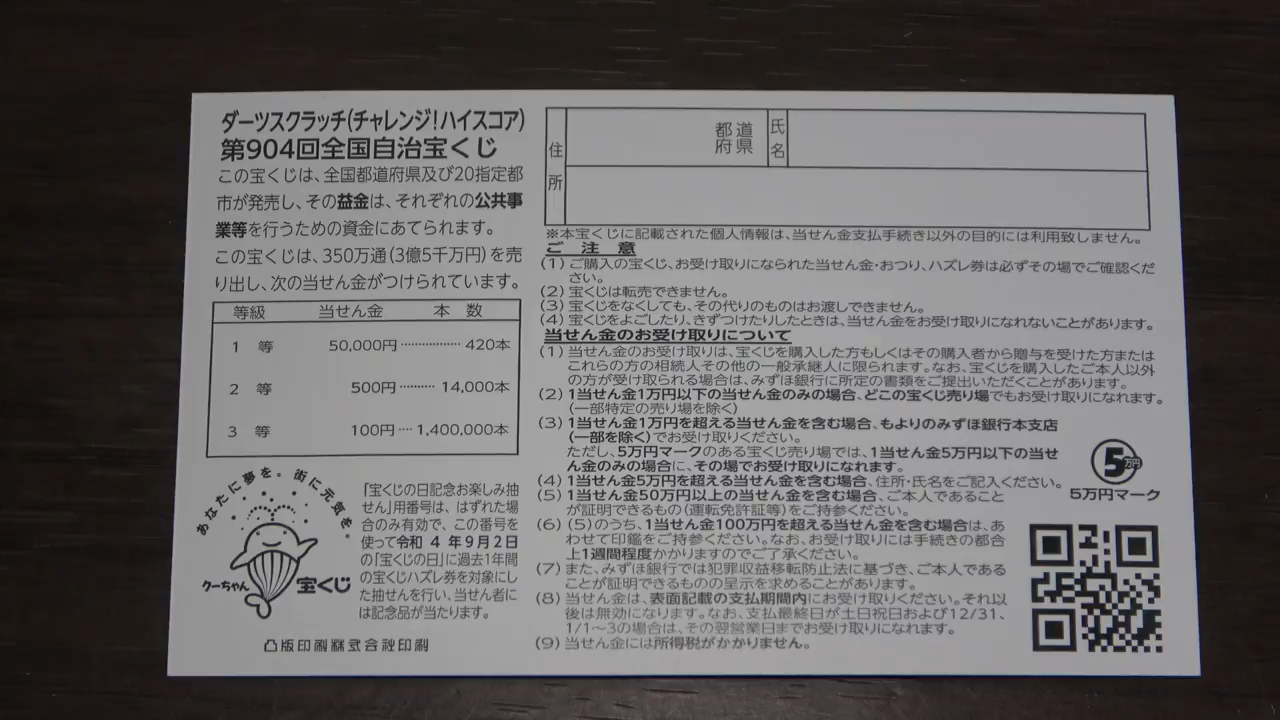 ダーツスクラッチ(チャレンジ!ハイスコア)
第904回全国自治宝くじ
この宝くじは、全国都道府県及び20指定都
市が発売し、その益金は、それぞれの公共事
業等を行うための資金にあてられます。
この宝くじは、350万通(3億5千万円)を売
り出し、次の当せん金がつけられています。
等級 当せん金 本 数
1 等 50,000円 ················ 420本
2 等 500円 ········· 14,000本
3 等 100円 ···· 1,400,000本
あなたに夢を。街に元気を。
クーちゃん 宝くじ
「宝くじの日記念お楽しみ抽
せん」用番号は、はずれた場
合のみ有効で、この番号を
使って令和 4 年9月2日
の「宝くじの日」に過去1年間
の宝くじハズレ券を対象にし
た抽せんを行い、当せん者に
は記念品が当たります。
凸版印刷株式会社印刷
住所 都道府県 氏名
※本宝くじに記載された個人情報は、当せん金支払手続き以外の目的には利用致しません。
ご 注 意
(1) ご購入の宝くじ、お受け取りになられた当せん金・おつり、ハズレ券は必ずその場でご確認くだ
さい。
(2) 宝くじは転売できません。
(3) 宝くじをなくしても、その代りのものはお渡しできません。
(4) 宝くじをよごしたり、きずつけたりしたときは、当せん金をお受け取りになれないことがあります。
当せん金のお受け取りについて
(1) 当せん金のお受け取りは、宝くじを購入した方もしくはその購入者から贈与を受けた方または
これらの方の相続人その他の一般承継人に限られます。なお、宝くじを購入したご本人以外
の方が受け取られる場合は、みずほ銀行に所定の書類をご提出いただくことがあります。
(2) 1当せん金1万円以下の当せん金のみの場合、どこの宝くじ売り場でもお受け取りになれます。
(一部特定の売り場を除く)
(3) 1当せん金1万円を超える当せん金を含む場合、もよりのみずほ銀行本支店
(一部を除く)でお受け取りください。
ただし、5万円マークのある宝くじ売り場では、1当せん金5万円以下の当せ
ん金のみの場合に、その場でお受け取りになれます。
(4) 1当せん金5万円を超える当せん金を含む場合、住所・氏名をご記入ください。
(5) 1当せん金50万円以上の当せん金を含む場合、ご本人であること
が証明できるもの(運転免許証等)をご持参ください。
(6) (5)のうち、1当せん金100万円を超える当せん金を含む場合は、あ
わせて印鑑をご持参ください。なお、お受け取りには手続きの都合
上1週間程度かかりますのでご了承ください。
(7) また、みずほ銀行では犯罪収益移転防止法に基づき、ご本人であ
ることが証明できるものの呈示を求めることがあります。
(8) 当せん金は、表面記載の支払期間内にお受け取りください。それ以
後は無効になります。なお、支払最終日が土日祝日および12/31、
1/1～3の場合は、その翌営業日までお受け取りになれます。
(9) 当せん金には所得税がかかりません。
5万円
5万円マーク